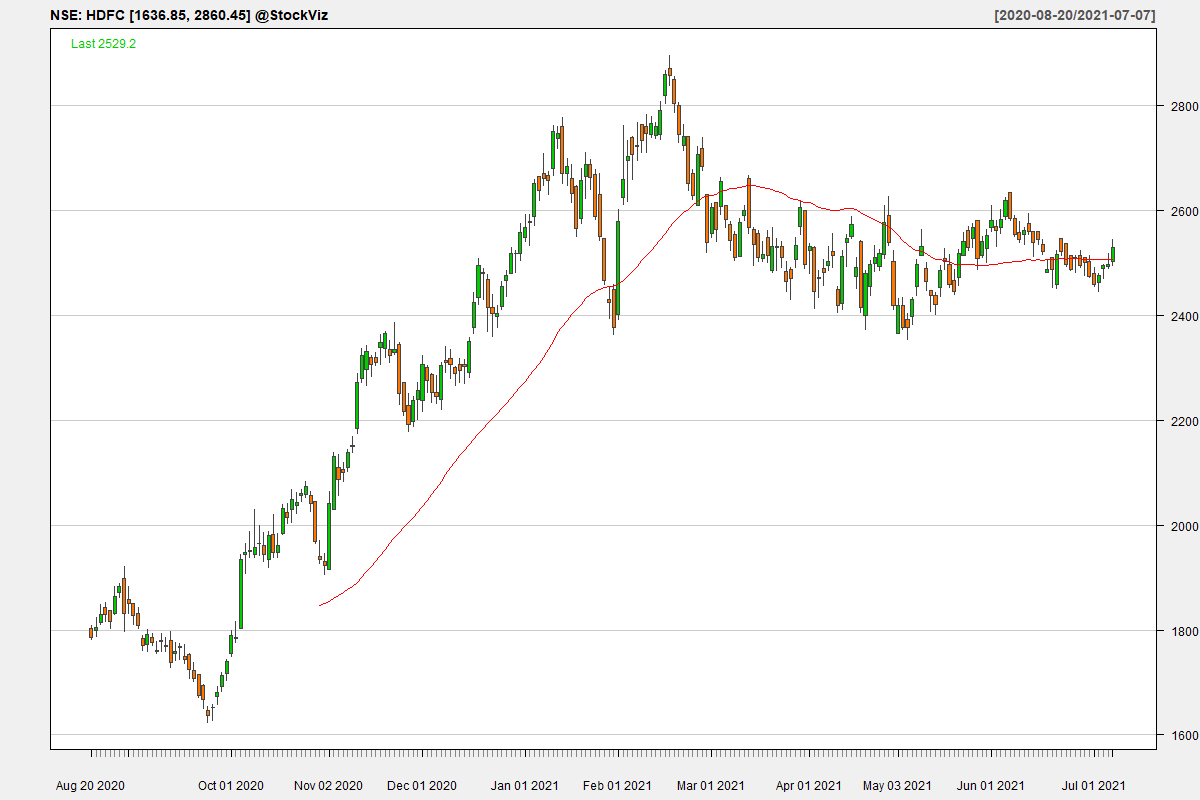 NSE: HDFC [1636.85, 2860.45] @StockViz [2020-08-20/2021-07-07]
Last 2529.2
2800
2600
2400
2200
2000
1800
1600
Aug 20 2020 Oct 01 2020 Nov 02 2020 Dec 01 2020 Jan 01 2021 Feb 01 2021 Mar 01 2021 Apr 01 2021 May 03 2021 Jun 01 2021 Jul 01 2021